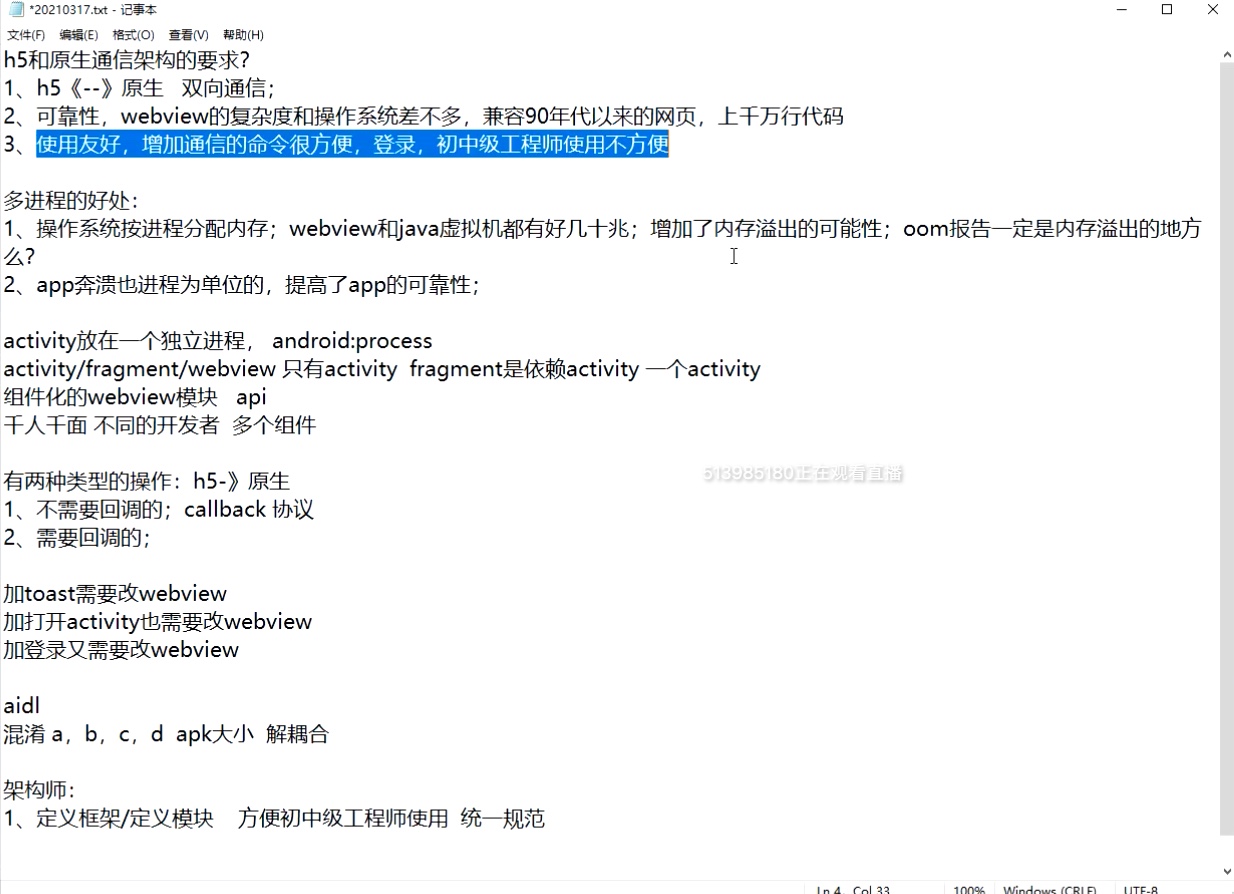 *20210317.txt - 记事本
文件(F) 编辑(E) 格式(O) 查看(V) 帮助(H)
h5和原生通信架构的要求?
1、h5《--》原生 双向通信;
2、可靠性，webview的复杂度和操作系统差不多，兼容90年代以来的网页，上千万行代码
3、使用友好，增加通信的命令很方便，登录，初中级工程师使用不方便
多进程的好处:
1、操作系统按进程分配内存；webview和java虚拟机都有好几十兆；增加了内存溢出的可能性；oom报告一定是内存溢出的地方
么?
2、app奔溃也进程为单位的，提高了app的可靠性;
activity放在一个独立进程， android:process
activity/fragment/webview 只有activity fragment是依赖activity 一个activity
组件化的webview模块 api
千人千面 不同的开发者 多个组件
有两种类型的操作：h5-》原生
513985180正在观看直播
1、不需要回调的；callback 协议
2、需要回调的;
加toast需要改webview
加打开activity也需要改webview
加登录又需要改webview
aidl
混淆 a，b，c，d apk大小 解耦合
架构师:
1、定义框架/定义模块 方便初中级工程师使用 统一规范
Ln 4, Col 33 100% Windows (CRLF) UTF-8